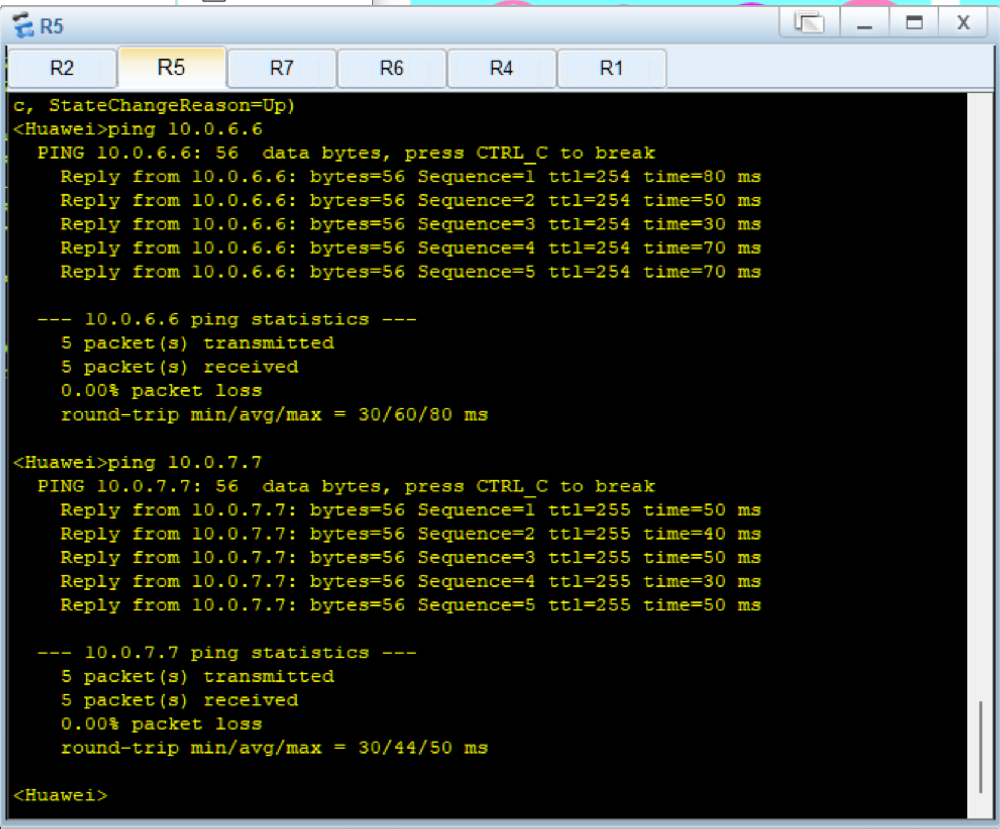 R5
R2 R5 R7 R6 R4 R1
c, StateChangeReason=Up)
<Huawei>ping 10.0.6.6
  PING 10.0.6.6: 56  data bytes, press CTRL_C to break
    Reply from 10.0.6.6: bytes=56 Sequence=1 ttl=254 time=80 ms
    Reply from 10.0.6.6: bytes=56 Sequence=2 ttl=254 time=50 ms
    Reply from 10.0.6.6: bytes=56 Sequence=3 ttl=254 time=30 ms
    Reply from 10.0.6.6: bytes=56 Sequence=4 ttl=254 time=70 ms
    Reply from 10.0.6.6: bytes=56 Sequence=5 ttl=254 time=70 ms
  --- 10.0.6.6 ping statistics ---
    5 packet(s) transmitted
    5 packet(s) received
    0.00% packet loss
    round-trip min/avg/max = 30/60/80 ms
<Huawei>ping 10.0.7.7
  PING 10.0.7.7: 56  data bytes, press CTRL_C to break
    Reply from 10.0.7.7: bytes=56 Sequence=1 ttl=255 time=50 ms
    Reply from 10.0.7.7: bytes=56 Sequence=2 ttl=255 time=40 ms
    Reply from 10.0.7.7: bytes=56 Sequence=3 ttl=255 time=50 ms
    Reply from 10.0.7.7: bytes=56 Sequence=4 ttl=255 time=30 ms
    Reply from 10.0.7.7: bytes=56 Sequence=5 ttl=255 time=50 ms
  --- 10.0.7.7 ping statistics ---
    5 packet(s) transmitted
    5 packet(s) received
    0.00% packet loss
    round-trip min/avg/max = 30/44/50 ms
<Huawei>